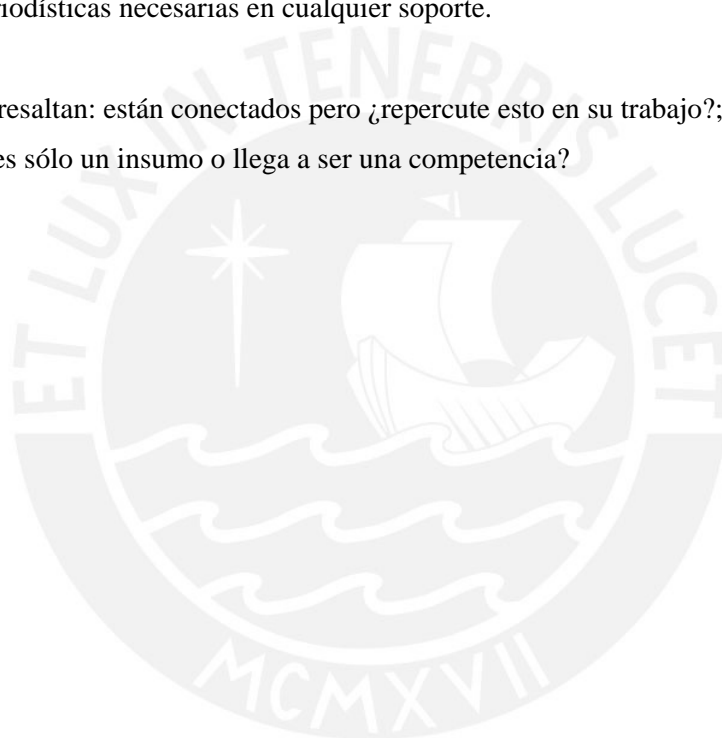 riodísticas necesarias en cualquier soporte.
resaltan: están conectados pero ¿repercute esto en su trabajo?;
es sólo un insumo o llega a ser una competencia?
ET LUX IN TENEBRIS LUCET
MCMXVII